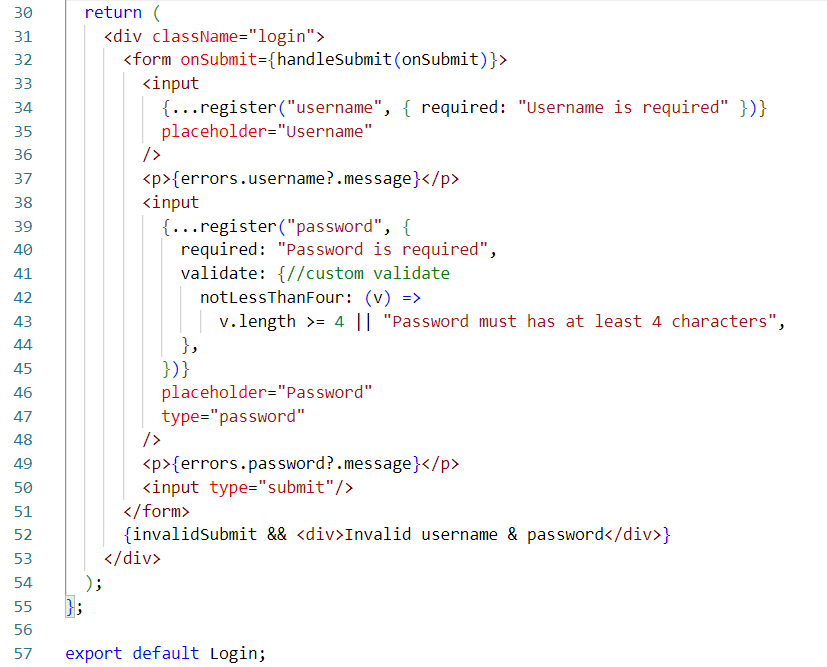 30 return (
31 <div className="login">
32 <form onSubmit={handleSubmit(onSubmit)}>
33 <input
34 {...register("username", { required: "Username is required" })}
35 placeholder="Username"
36 />
37 <p>{errors.username?.message}</p>
38 <input
39 {...register("password", {
40 required: "Password is required",
41 validate: {//custom validate
42 notLessThanFour: (v) =>
43 v.length >= 4 || "Password must has at least 4 characters",
44 },
45 })}
46 placeholder="Password"
47 type="password"
48 />
49 <p>{errors.password?.message}</p>
50 <input type="submit"/>
51 </form>
52 {invalidSubmit && <div>Invalid username & password</div>}
53 </div>
54 );
55 };
56
57 export default Login;